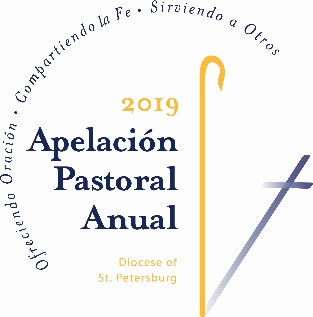 Ofreciendo Oración • Compartiendo la Fe • Sirviendo a Otros
2019
Apelación
Pastoral
Anual
Diocese of
St. Petersburg